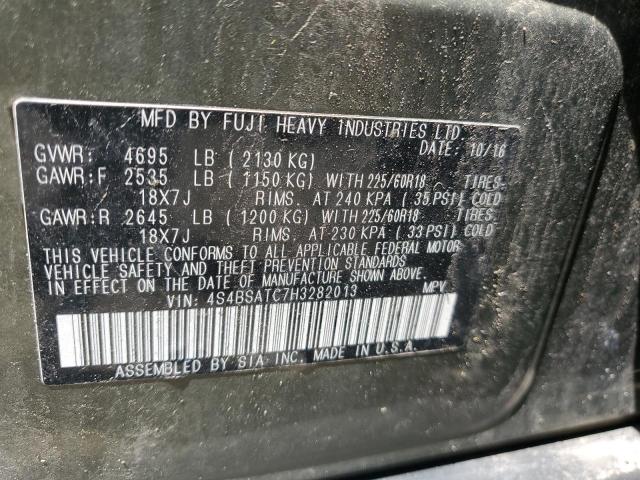 MFD BY FUJI HEAVY INDUSTRIES LTD.
DATE: 10/16
GVWR: 4695 LB (2130 KG)
GAWR:F 2535 LB (1150 KG) WITH 225/60R18 TIRES,
18X7J RIMS. AT 240 KPA (35 PSI) COLD
GAWR:R 2645 LB (1200 KG) WITH 225/60R18 TIRES,
18X7J RIMS. AT 230 KPA (33 PSI) COLD
THIS VEHICLE CONFORMS TO ALL APPLICABLE FEDERAL MOTOR
VEHICLE SAFETY AND THEFT PREVENTION STANDARDS
IN EFFECT ON THE DATE OF MANUFACTURE SHOWN ABOVE.
VIN: 4S4BSATC7H3282013 MPV
ASSEMBLED BY SIA, INC. MADE IN U.S.A.